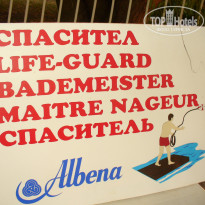 TopHotels
СПАСИТЕЛ
LIFE-GUARD
BADEMEISTER
MAITRE NAGEUR
СПАСИТЕЛЬ
Albena